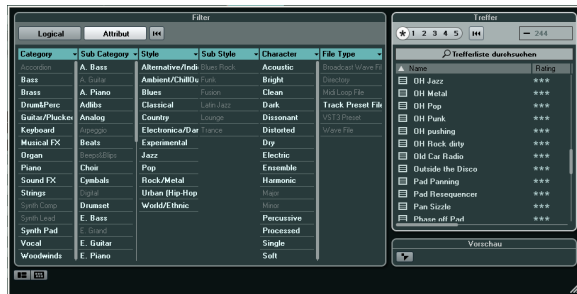 Filter
Logical Attribut
Category Sub Category Style Sub Style Character File Type
Accordion A. Bass Alternative/Indi Blues Rock Acoustic Broadcast Wave Fil
Bass A. Guitar Ambient/ChillOu Funk Bright Directory
Brass A. Piano Blues Fusion Clean Midi Loop File
Drum&Perc Adlibs Classical Latin Jazz Dark Track Preset File
Guitar/Plucked Analog Country Lounge Dissonant VST3 Preset
Keyboard Arpeggio Electronica/Dan Trance Distorted Wave File
Musical FX Beats Experimental Dry
Organ Beeps&Blips Jazz Electric
Piano Choir Pop Ensemble
Sound FX Cymbals Rock/Metal Harmonic
Strings Digital Urban (Hip-Hop Major
Synth Comp Drumset World/Ethnic Minor
Synth Lead E. Bass Percussive
Synth Pad E. Grand Processed
Vocal E. Guitar Single
Woodwinds E. Piano Soft
Treffer
1 2 3 4 5 244
Trefferliste durchsuchen
Name Rating
OH Jazz ***
OH Metal ***
OH Pop ***
OH Punk ***
OH pushing ***
OH Rock dirty ***
Old Car Radio ***
Outside the Disco ***
Pad Panning ***
Pad Resequencer ***
Pan Sizzle ***
Phase off Pad ***
Vorschau